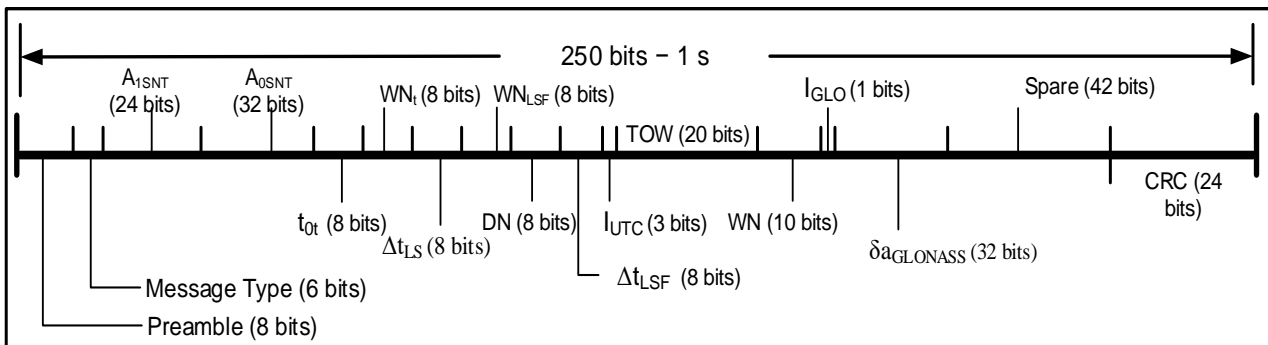 250 bits – 1 s
A1SNT
(24 bits)
A0SNT
(32 bits)
WNt (8 bits)
WNLSF (8 bits)
IGLO (1 bits)
Spare (42 bits)
TOW (20 bits)
CRC (24
bits)
t0t (8 bits)
ΔtLS (8 bits)
DN (8 bits)
IUTC (3 bits)
WN (10 bits)
δaGLONASS (32 bits)
ΔtLSF (8 bits)
Message Type (6 bits)
Preamble (8 bits)